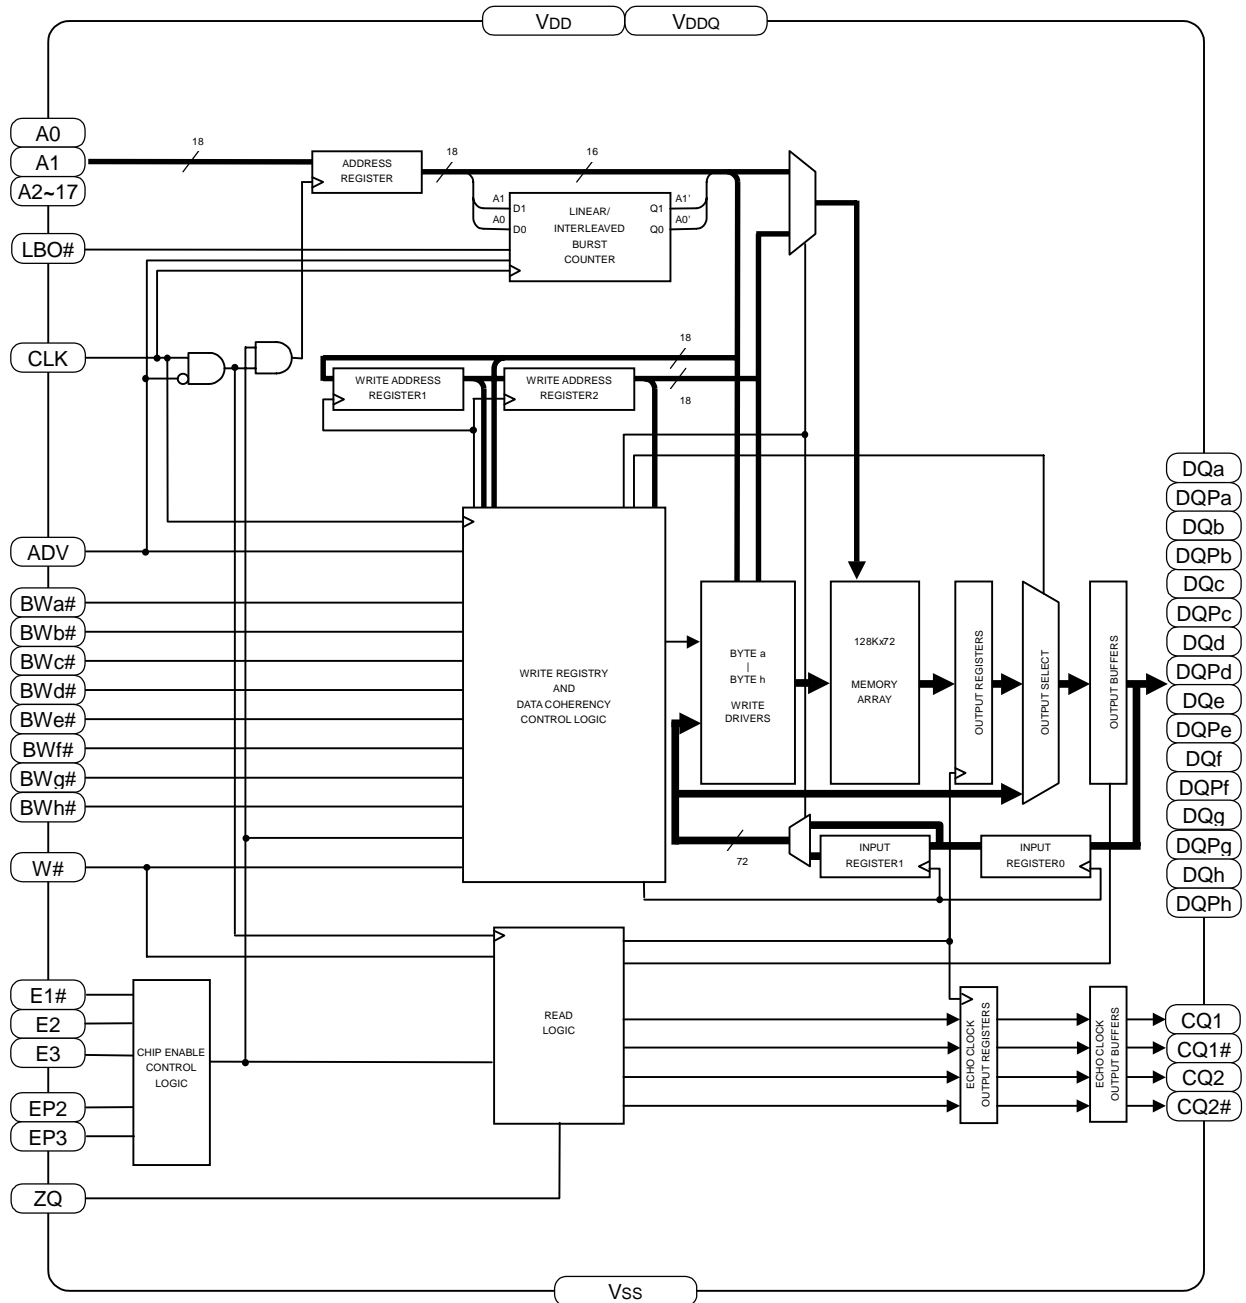 VDD
VDDQ
A0
A1
A2~17
LBO#
CLK
ADV
BWa#
BWb#
BWc#
BWd#
BWe#
BWf#
BWg#
BWh#
W#
E1#
E2
E3
EP2
EP3
ZQ
18
ADDRESS
REGISTER
18
16
A1
A0
D1
D0
LINEAR/
INTERLEAVED
BURST
COUNTER
Q1
Q0
A1'
A0'
18
WRITE ADDRESS
REGISTER1
WRITE ADDRESS
REGISTER2
18
WRITE REGISTRY
AND
DATA COHERENCY
CONTROL LOGIC
BYTE a
|
BYTE h
WRITE
DRIVERS
128Kx72
MEMORY
ARRAY
OUTPUT REGISTERS
OUTPUT SELECT
OUTPUT BUFFERS
72
INPUT
REGISTER1
INPUT
REGISTER0
CHIP ENABLE
CONTROL
LOGIC
READ
LOGIC
ECHO CLOCK
OUTPUT REGISTERS
ECHO CLOCK
OUTPUT BUFFERS
DQa
DQPa
DQb
DQPb
DQc
DQPc
DQd
DQPd
DQe
DQPe
DQf
DQPf
DQg
DQPg
DQh
DQPh
CQ1
CQ1#
CQ2
CQ2#
VSS